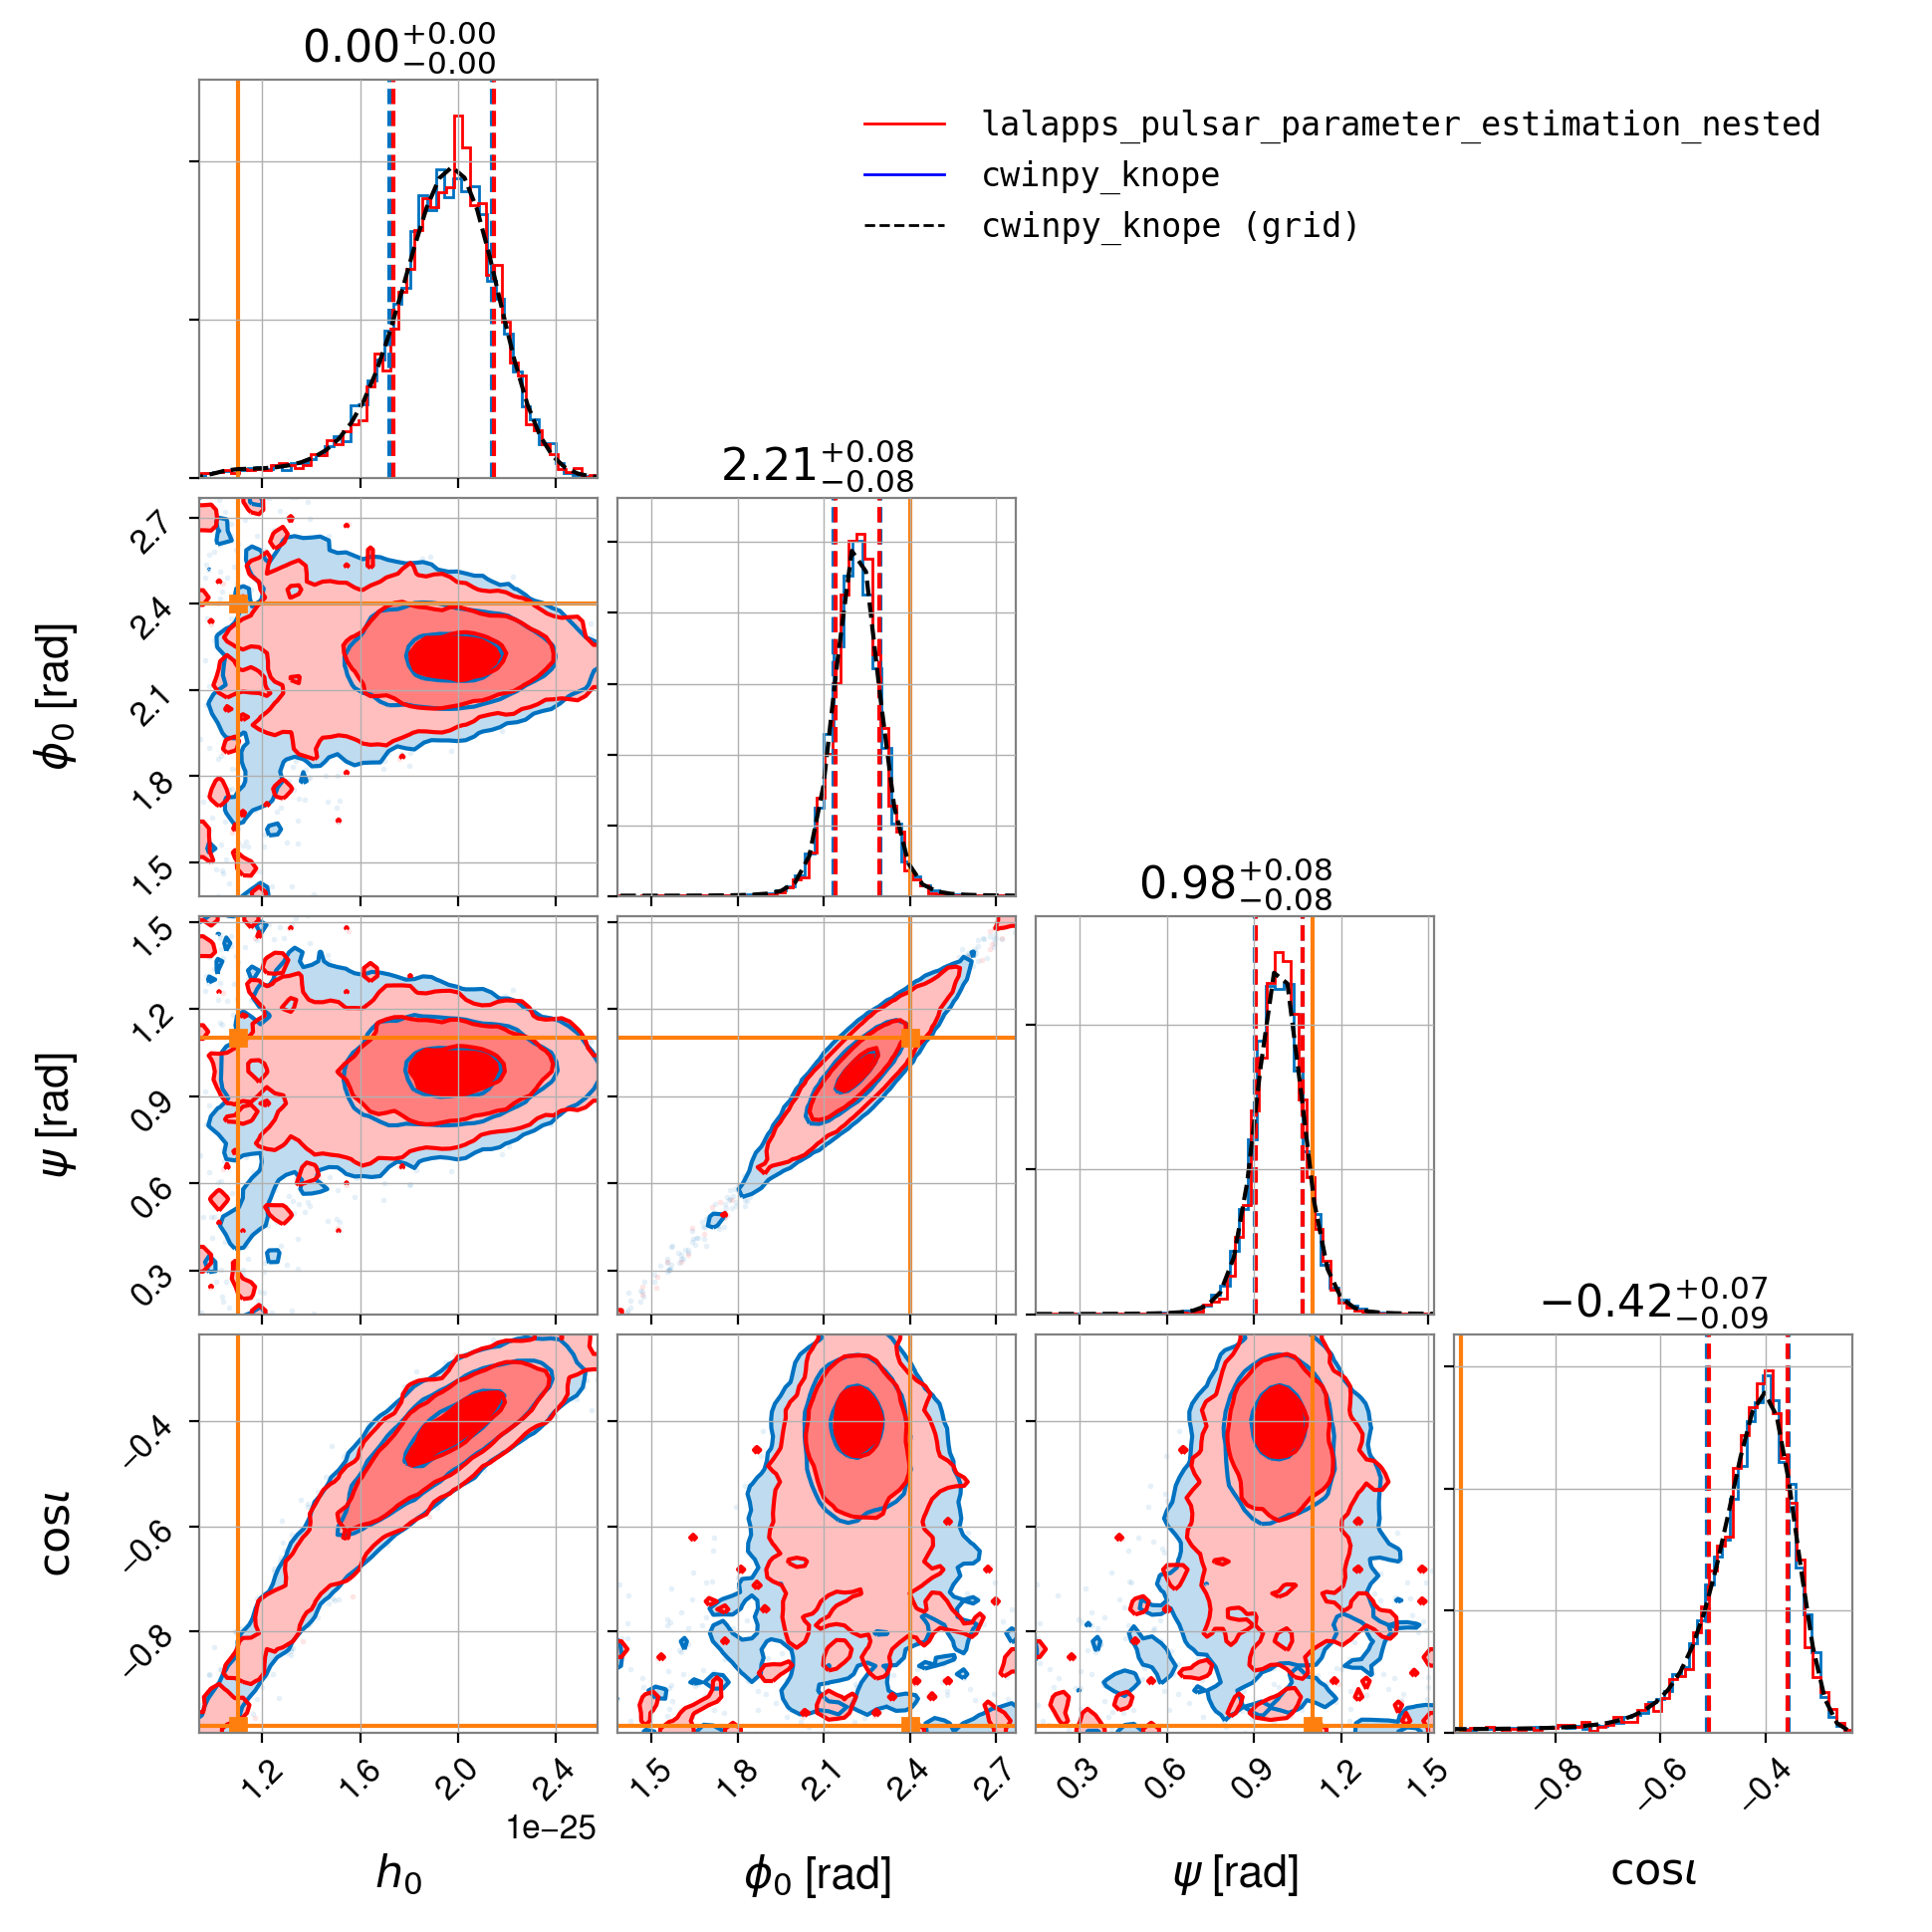 0.00+0.00−0.00
lalapps_pulsar_parameter_estimation_nested
cwinpy_knope
cwinpy_knope (grid)
2.21+0.08−0.08
2.7
2.4
2.1
1.8
1.5
ϕ0 [rad]
0.98+0.08−0.08
1.5
1.2
0.9
0.6
0.3
ψ [rad]
−0.42+0.07−0.09
−0.4
−0.6
−0.8
cosι
1.2 1.6 2.0 2.4
1.5 1.8 2.1 2.4 2.7
0.3 0.6 0.9 1.2 1.5
−0.8 −0.6 −0.4
1e−25
h0
ϕ0 [rad]
ψ [rad]
cosι